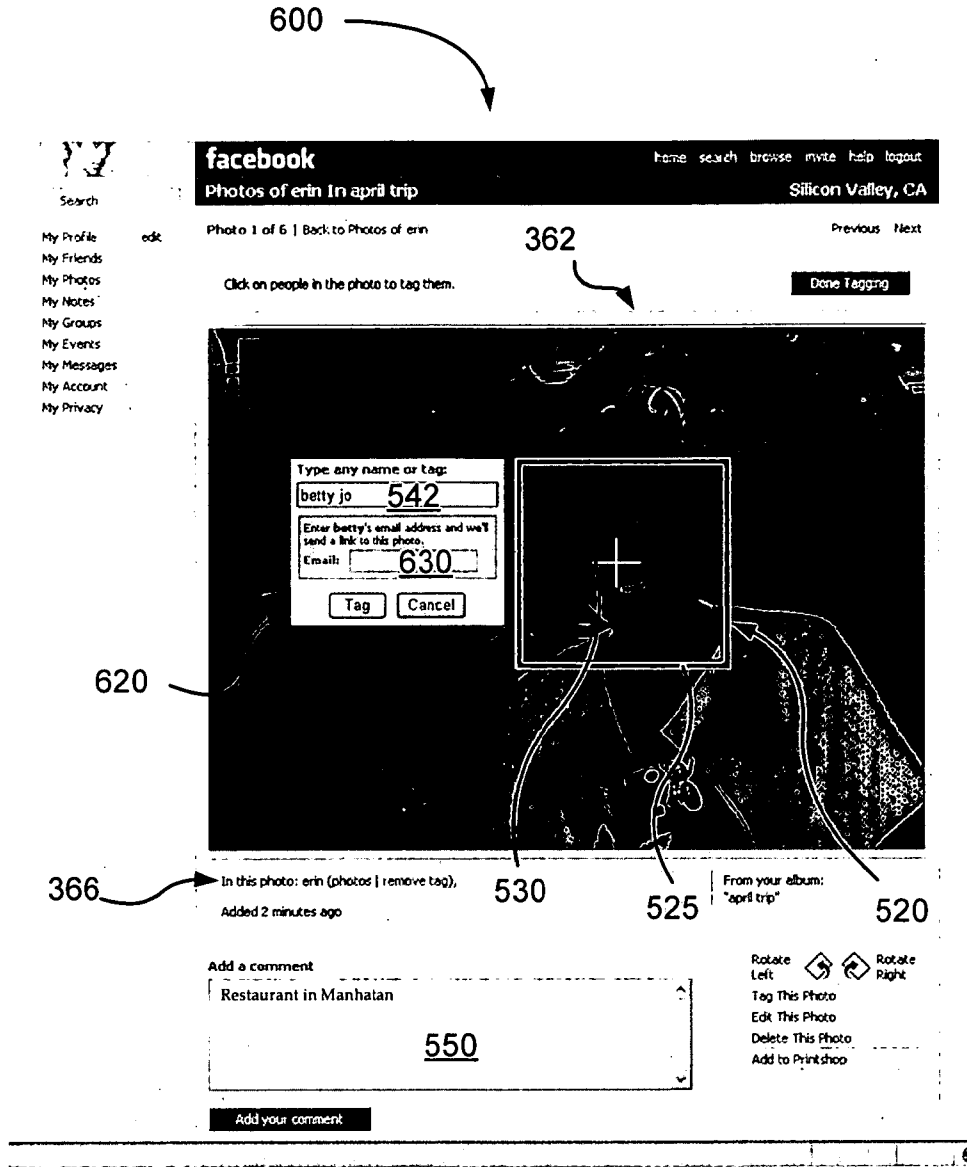 600
facebook
home search browse invite help logout
Photos of erin In april trip
Silicon Valley, CA
Search
My Profile edit
My Friends
My Photos
My Notes
My Groups
My Events
My Messages
My Account
My Privacy
Photo 1 of 6 | Back to Photos of erin
Previous Next
362
Click on people in the photo to tag them.
Done Tagging
Type any name or tag:
betty jo 542
Enter betty's email address and we'll
send a link to this photo.
Email: 630
Tag Cancel
620
366
In this photo: erin (photos | remove tag),
Added 2 minutes ago
530
525
From your album:
"april trip"
520
Add a comment
Restaurant in Manhatan
550
Rotate Left
Rotate Right
Tag This Photo
Edit This Photo
Delete This Photo
Add to Printshop
Add your comment